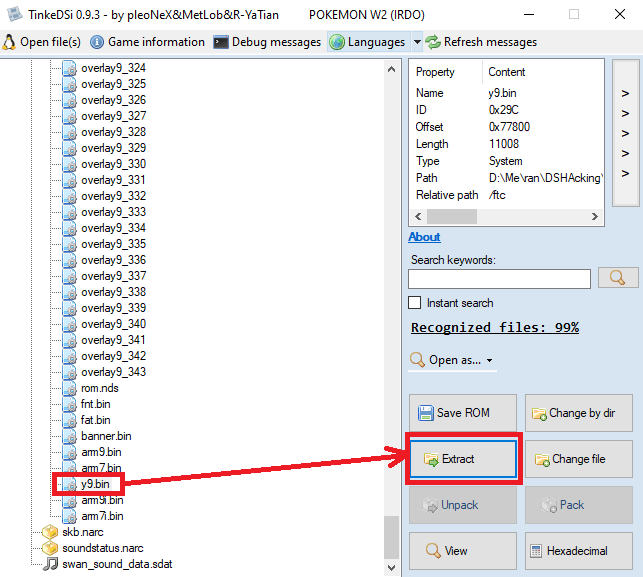 TinkeDSi 0.9.3 - by pleoNeX&MetLob&R-YaTian POKEMON W2 (IRDO)
Open file(s) Game information Debug messages Languages Refresh messages
overlay9_324
overlay9_325
overlay9_326
overlay9_327
overlay9_328
overlay9_329
overlay9_330
overlay9_331
overlay9_332
overlay9_333
overlay9_334
overlay9_335
overlay9_336
overlay9_337
overlay9_338
overlay9_339
overlay9_340
overlay9_341
overlay9_342
overlay9_343
rom.nds
fnt.bin
fat.bin
banner.bin
arm9.bin
arm7.bin
y9.bin
arm9i.bin
arm7i.bin
skb.narc
soundstatus.narc
swan_sound_data.sdat
Property Content
Name y9.bin
ID 0x29C
Offset 0x77800
Length 11008
Type System
Path D:\Me\ran\DSHAcking\
Relative path /ftc
>
>
>
>
>
About
Search keywords:
Instant search
Recognized files: 99%
Open as...
Save ROM Change by dir
Extract Change file
Unpack Pack
View Hexadecimal